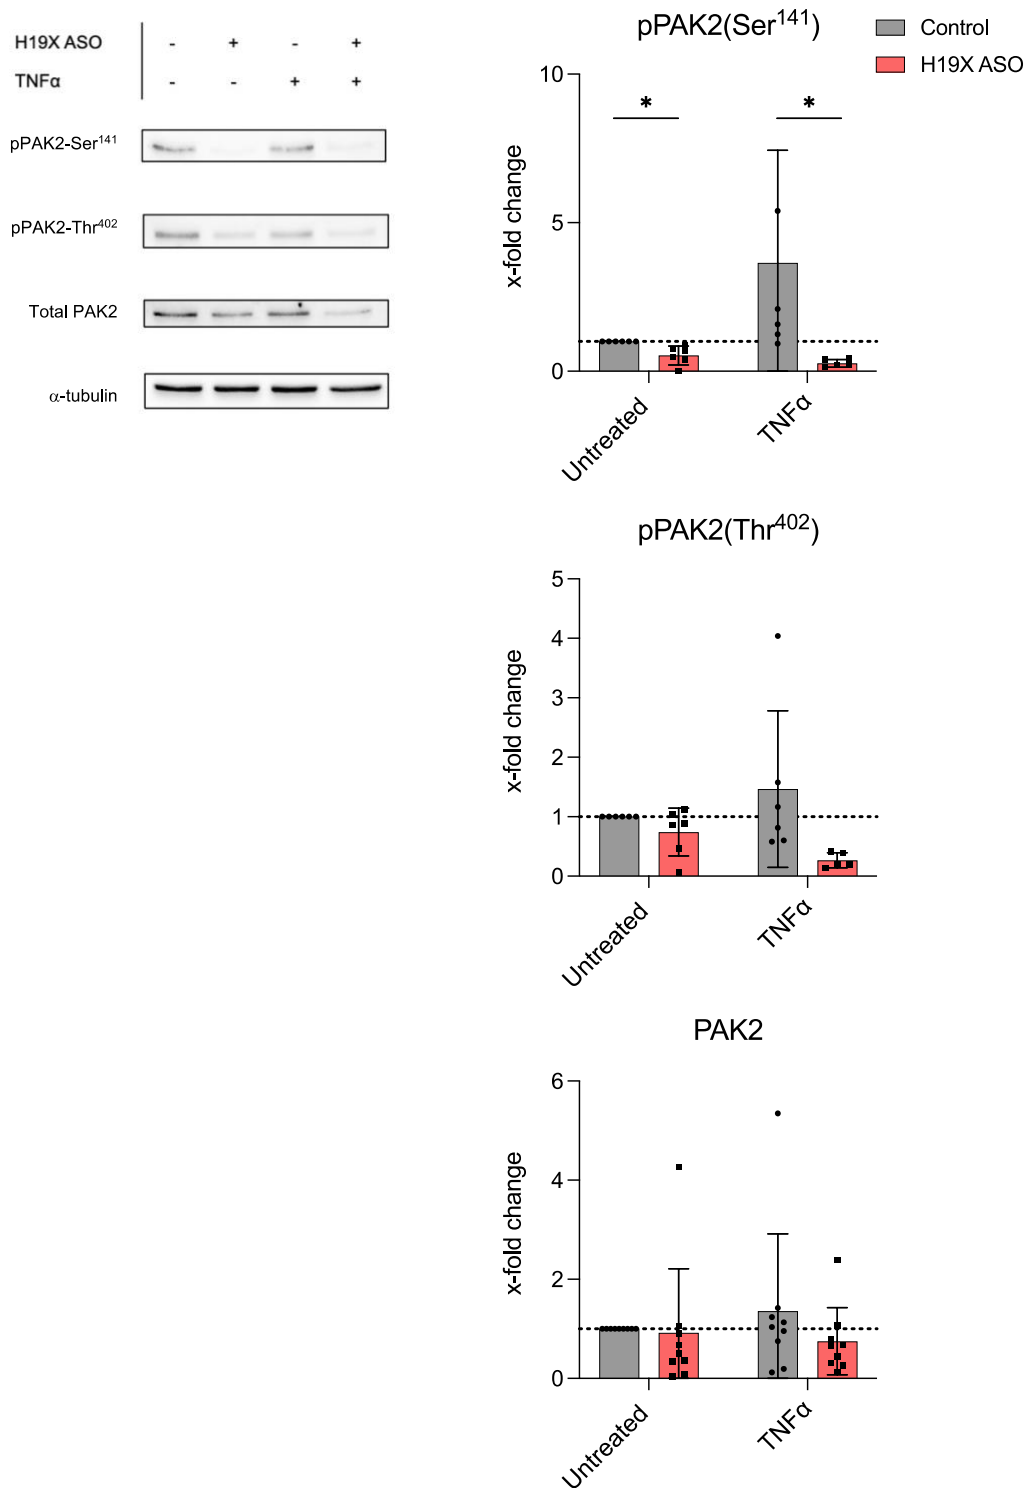 H19X ASO - + - +
TNFα - - + +
pPAK2-Ser¹⁴¹
pPAK2-Thr⁴⁰²
Total PAK2
α-tubulin
pPAK2(Ser¹⁴¹)
Control
H19X ASO
x-fold change
10
5
0
*
*
Untreated
TNFα
pPAK2(Thr⁴⁰²)
x-fold change
5
4
3
2
1
0
Untreated
TNFα
PAK2
x-fold change
6
4
2
0
Untreated
TNFα